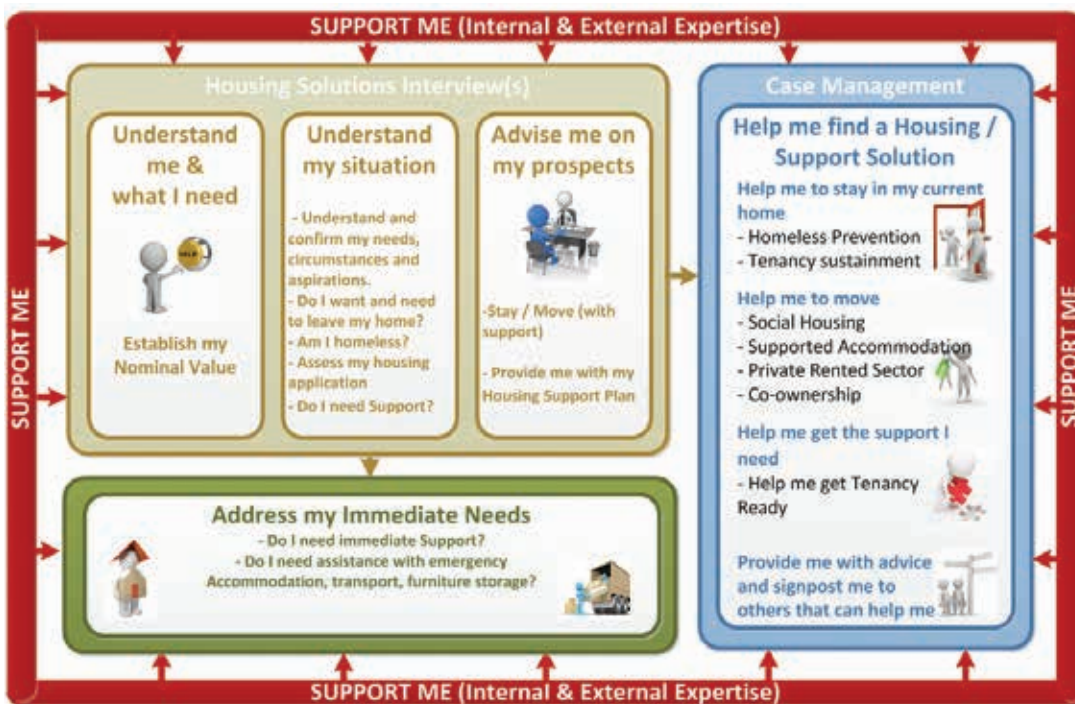 SUPPORT ME (Internal & External Expertise)
SUPPORT ME
Housing Solutions Interview(s)
Understand
me &
what I need
HELP
Establish my
Nominal Value
Understand
my situation
- Understand and
confirm my needs,
circumstances and
aspirations.
- Do I want and need
to leave my home?
- Am I homeless?
- Assess my housing
application
- Do I need Support?
Advise me on
my prospects
-Stay / Move (with
support)
- Provide me with my
Housing Support Plan
Address my Immediate Needs
- Do I need immediate Support?
- Do I need assistance with emergency
Accommodation, transport, furniture storage?
Case Management
Help me find a Housing /
Support Solution
Help me to stay in my current
home
- Homeless Prevention
- Tenancy sustainment
Help me to move
- Social Housing
- Supported Accommodation
- Private Rented Sector
- Co-ownership
Help me get the support I
need
- Help me get Tenancy
Ready
Provide me with advice
and signpost me to
others that can help me
SUPPORT ME
SUPPORT ME (Internal & External Expertise)